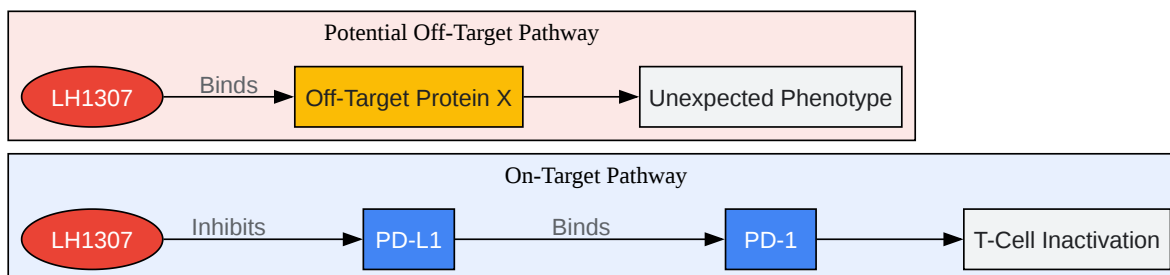 Potential Off-Target Pathway
LH1307
Binds
Off-Target Protein X
Unexpected Phenotype
On-Target Pathway
LH1307
Inhibits
PD-L1
Binds
PD-1
T-Cell Inactivation